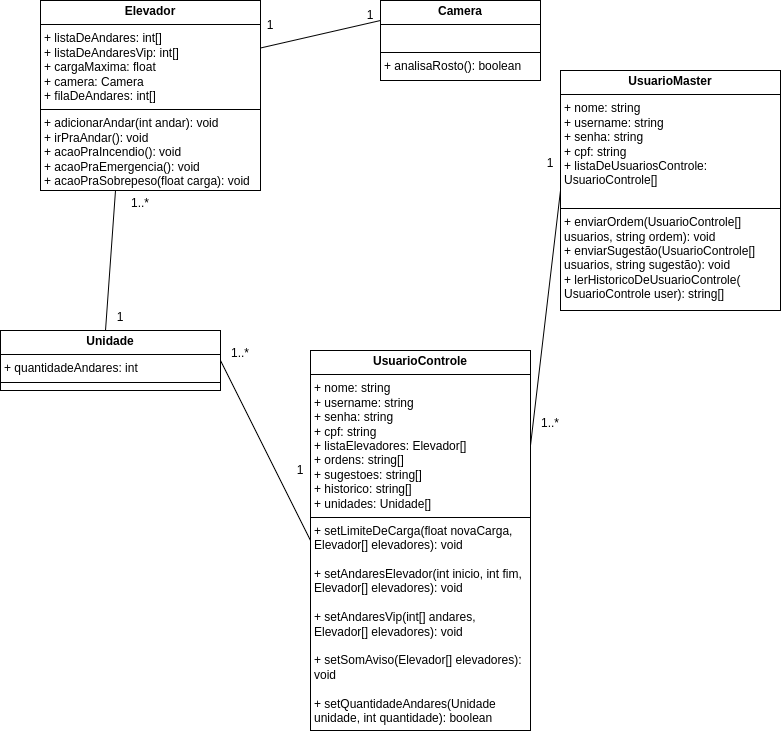 Elevador
+ listaDeAndares: int[]
+ listaDeAndaresVip: int[]
+ cargaMaxima: float
+ camera: Camera
+ filaDeAndares: int[]
+ adicionarAndar(int andar): void
+ irPraAndar(): void
+ acaoPraIncendio(): void
+ acaoPraEmergencia(): void
+ acaoPraSobrepeso(float carga): void
1
1
Camera
+ analisaRosto(): boolean
UsuarioMaster
+ nome: string
+ username: string
+ senha: string
+ cpf: string
+ listaDeUsuariosControle:
UsuarioControle[]
+ enviarOrdem(UsuarioControle[]
usuarios, string ordem): void
+ enviarSugestão(UsuarioControle[]
usuarios, string sugestão): void
+ lerHistoricoDeUsuarioControle(
UsuarioControle user): string[]
1
1..*
1..*
1
Unidade
+ quantidadeAndares: int
1..*
1
UsuarioControle
+ nome: string
+ username: string
+ senha: string
+ cpf: string
+ listaElevadores: Elevador[]
+ ordens: string[]
+ sugestoes: string[]
+ historico: string[]
+ unidades: Unidade[]
+ setLimiteDeCarga(float novaCarga,
Elevador[] elevadores): void
+ setAndaresElevador(int inicio, int fim,
Elevador[] elevadores): void
+ setAndaresVip(int[] andares,
Elevador[] elevadores): void
+ setSomAviso(Elevador[] elevadores):
void
+ setQuantidadeAndares(Unidade
unidade, int quantidade): boolean